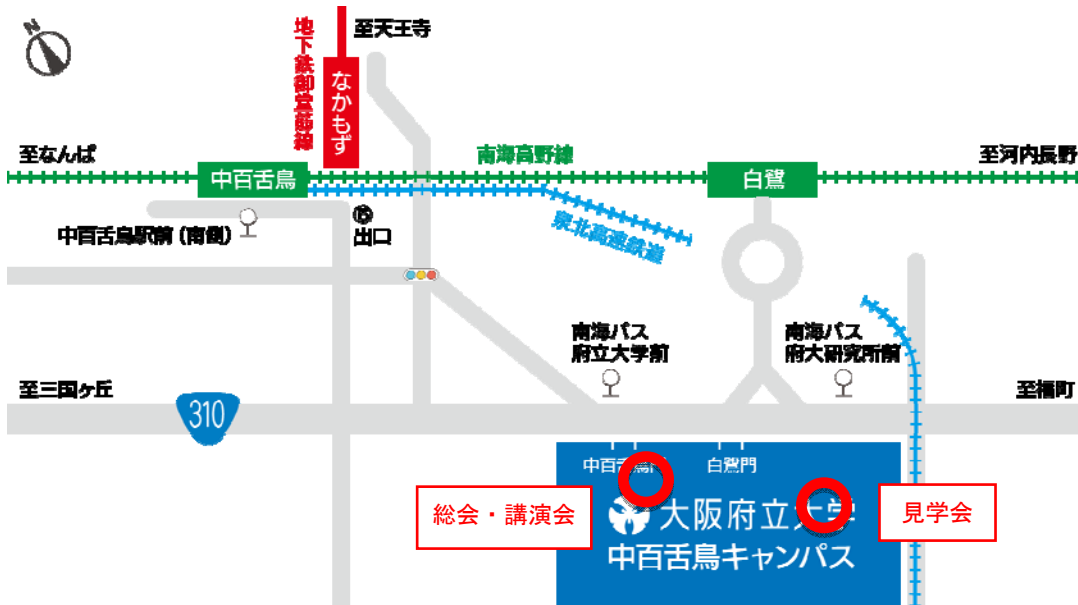 N
至天王寺
地下鉄御堂筋線
なかもず
至なんば
南海高野線
至河内長野
中百舌鳥
白鷺
中百舌鳥駅前(南側)
⑮
出口
泉北高速鉄道
南海バス
府立大学前
南海バス
府大研究所前
至三国ヶ丘
310
至福町
中百舌鳥門
白鷺門
総会・講演会
大阪府立大学
見学会
中百舌鳥キャンパス